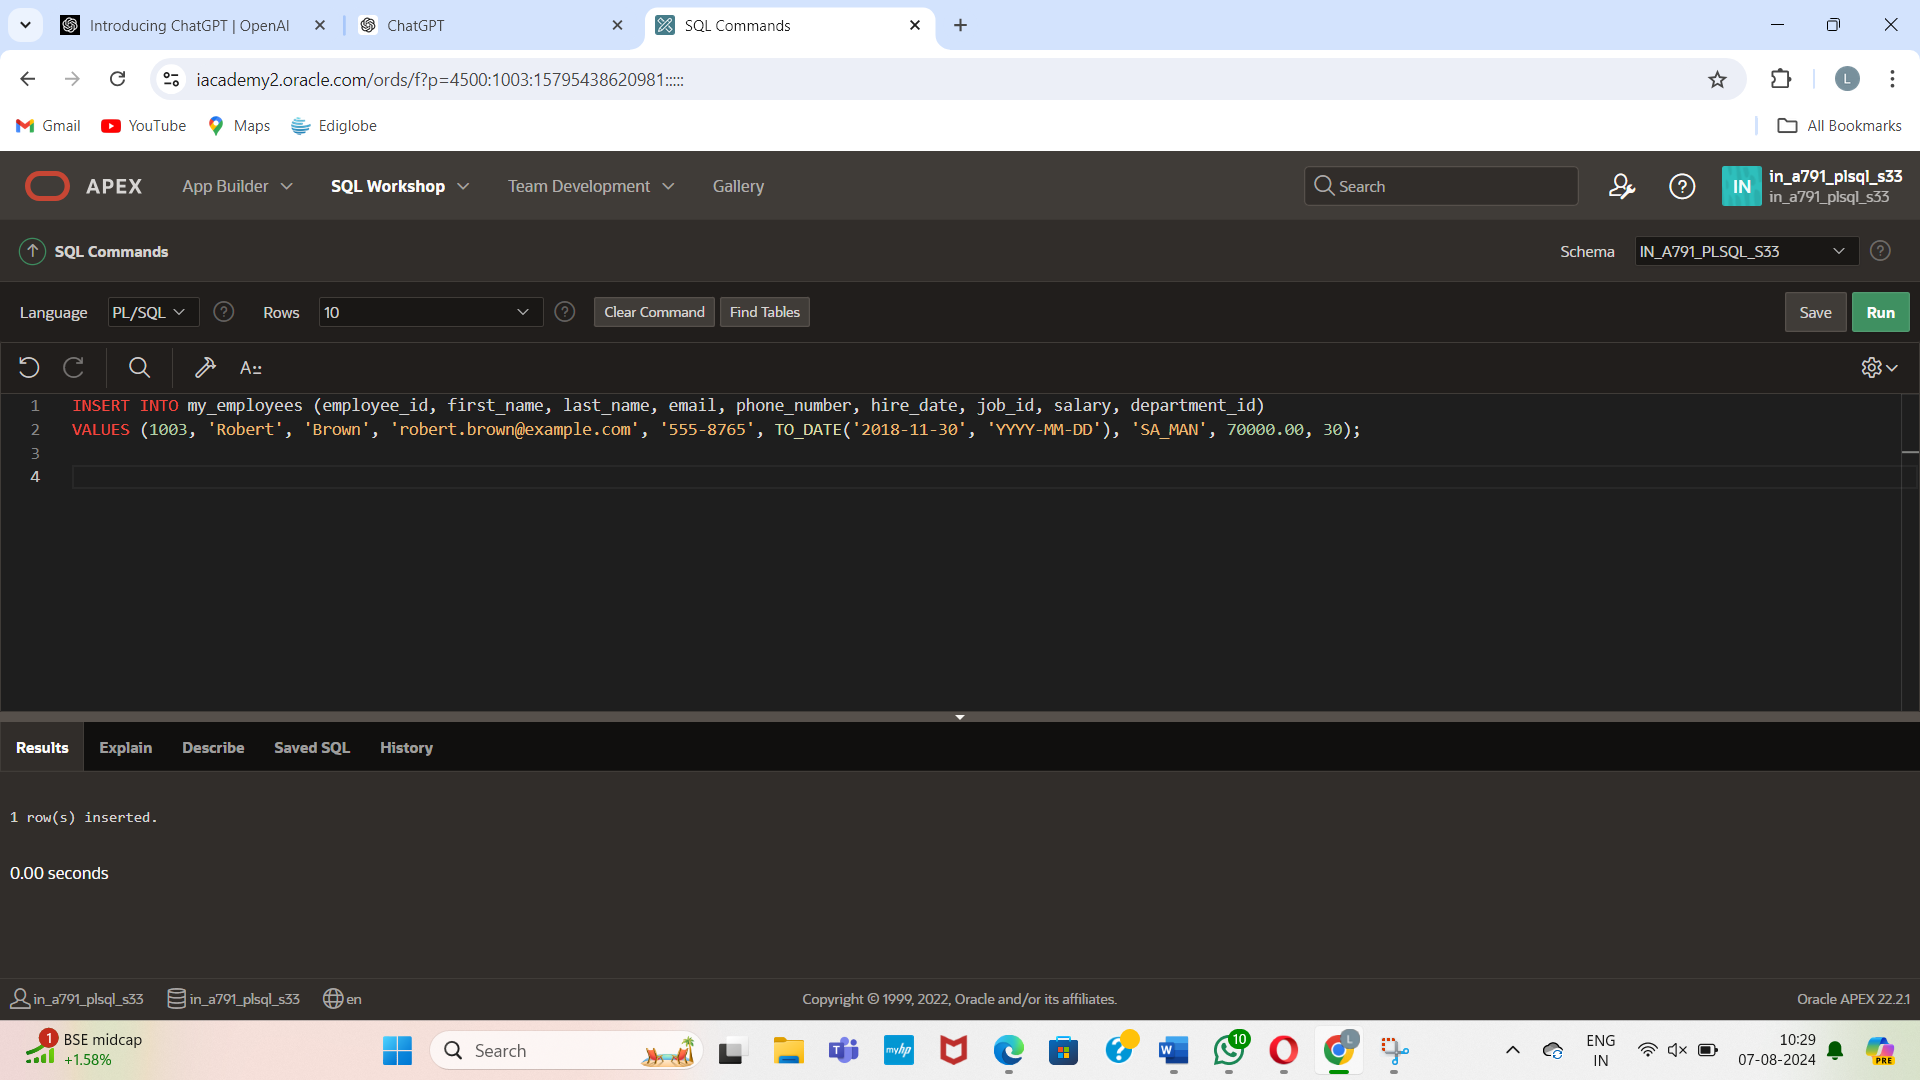 Introducing ChatGPT | OpenAI
ChatGPT
SQL Commands
iacademy2.oracle.com/ords/f?p=4500:1003:15795438620981:::::
L
Gmail
YouTube
Maps
Ediglobe
All Bookmarks
APEX
App Builder
SQL Workshop
Team Development
Gallery
Search
IN
in_a791_plsql_s33
in_a791_plsql_s33
SQL Commands
Schema
IN_A791_PLSQL_S33
Language
PL/SQL
Rows
10
Clear Command
Find Tables
Save
Run
A::
1 INSERT INTO my_employees (employee_id, first_name, last_name, email, phone_number, hire_date, job_id, salary, department_id)
2 VALUES (1003, 'Robert', 'Brown', 'robert.brown@example.com', '555-8765', TO_DATE('2018-11-30', 'YYYY-MM-DD'), 'SA_MAN', 70000.00, 30);
3
4
Results
Explain
Describe
Saved SQL
History
1 row(s) inserted.
0.00 seconds
in_a791_plsql_s33
in_a791_plsql_s33
en
Copyright © 1999, 2022, Oracle and/or its affiliates.
Oracle APEX 22.2.1
1
BSE midcap
+1.58%
Search
myhp
10
L
ENG
IN
10:29
07-08-2024
PRE